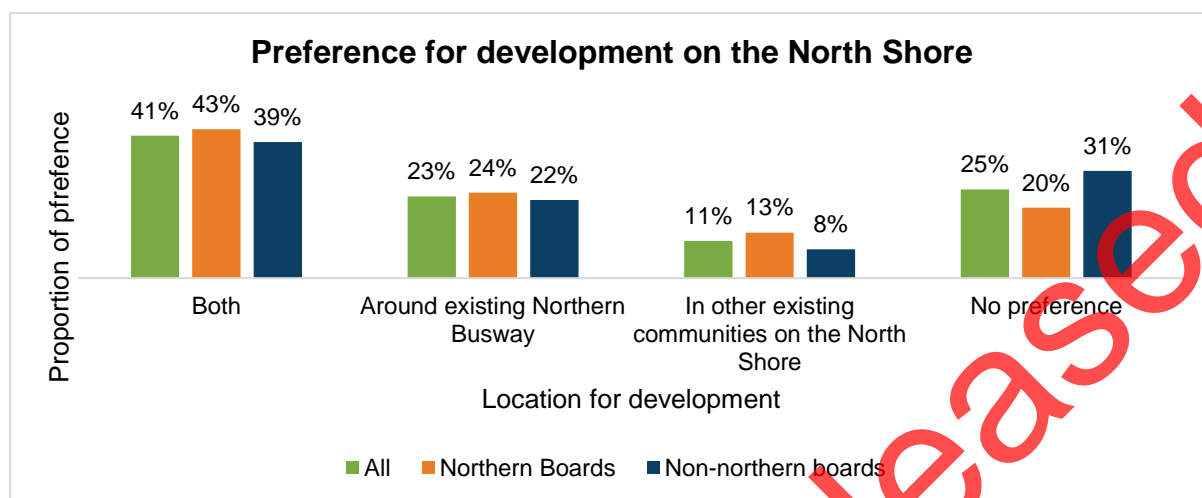 Preference for development on the North Shore
Proportion of pfrefence
41%
43%
39%
23%
24%
22%
11%
13%
8%
25%
20%
31%
Both
Around existing Northern
Busway
In other existing
communities on the North
Shore
No preference
Location for development
All
Northern Boards
Non-northern boards
leased